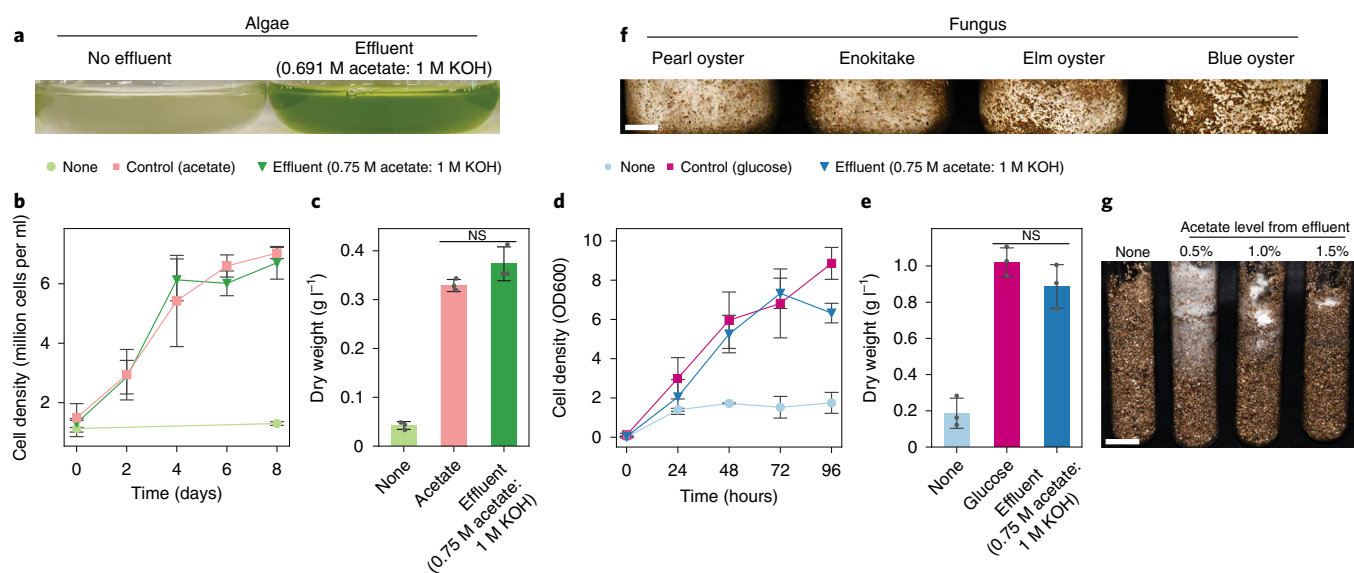 a
Algae
No effluent
Effluent
(0.691 M acetate: 1 M KOH)
None
Control (acetate)
Effluent (0.75 M acetate: 1 M KOH)
b
Cell density (million cells per ml)
6
4
2
0
2
4
6
8
Time (days)
c
Dry weight (g l⁻¹)
0.4
0.3
0.2
0.1
0
NS
None
Acetate
Effluent
(0.75 M acetate:
1 M KOH)
f
Fungus
Pearl oyster
Enokitake
Elm oyster
Blue oyster
None
Control (glucose)
Effluent (0.75 M acetate: 1 M KOH)
d
Cell density (OD600)
10
8
6
4
2
0
0
24
48
72
96
Time (hours)
e
Dry weight (g l⁻¹)
1.0
0.8
0.6
0.4
0.2
0
NS
None
Glucose
Effluent
(0.75 M acetate:
1 M KOH)
g
Acetate level from effluent
None
0.5%
1.0%
1.5%